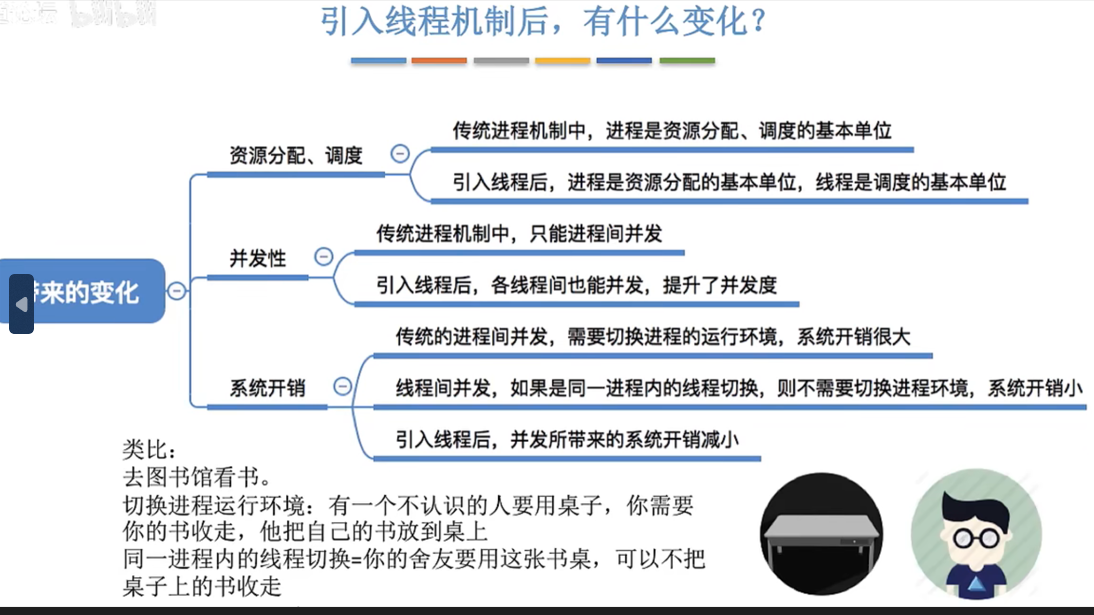 引入线程机制后，有什么变化？
传统进程机制中，进程是资源分配、调度的基本单位
资源分配、调度
引入线程后，进程是资源分配的基本单位，线程是调度的基本单位
传统进程机制中，只能进程间并发
并发性
引入线程后，各线程间也能并发，提升了并发度
来的变化
传统的进程间并发，需要切换进程的运行环境，系统开销很大
系统开销
线程间并发，如果是同一进程内的线程切换，则不需要切换进程环境，系统开销小
引入线程后，并发所带来的系统开销减小
类比：
去图书馆看书。
切换进程运行环境：有一个不认识的人要用桌子，你需要
你的书收走，他把自己的书放到桌上
同一进程内的线程切换=你的舍友要用这张书桌，可以不把
桌子上的书收走